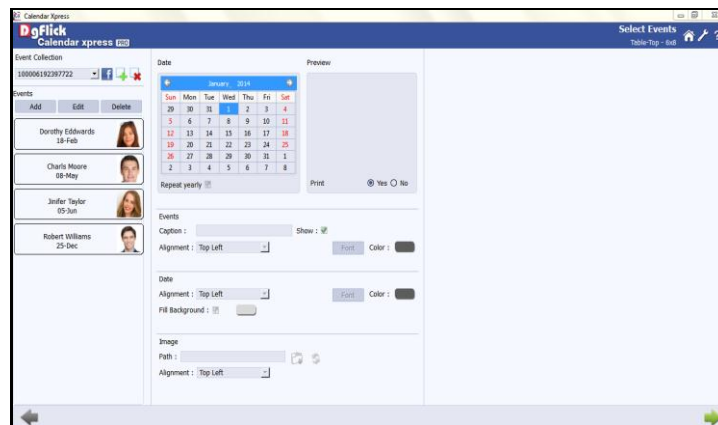 Calendar Xpress
DgFlick
Calendar xpress PRO
Select Events
Table-Top - 6x8
Event Collection
100006192397722
Events
Add Edit Delete
Dorothy Eddwards
18-Feb
Charls Moore
08-May
Jinifer Taylor
05-Jun
Robert Williams
25-Dec
Date
January, 2014
Sun Mon Tue Wed Thu Fri Sat
29 30 31 1 2 3 4
5 6 7 8 9 10 11
12 13 14 15 16 17 18
19 20 21 22 23 24 25
26 27 28 29 30 31 1
2 3 4 5 6 7 8
Repeat yearly
Preview
Print Yes No
Events
Caption : Show :
Alignment : Top Left Font Color :
Date
Alignment : Top Left Font Color :
Fill Background :
Image
Path :
Alignment : Top Left